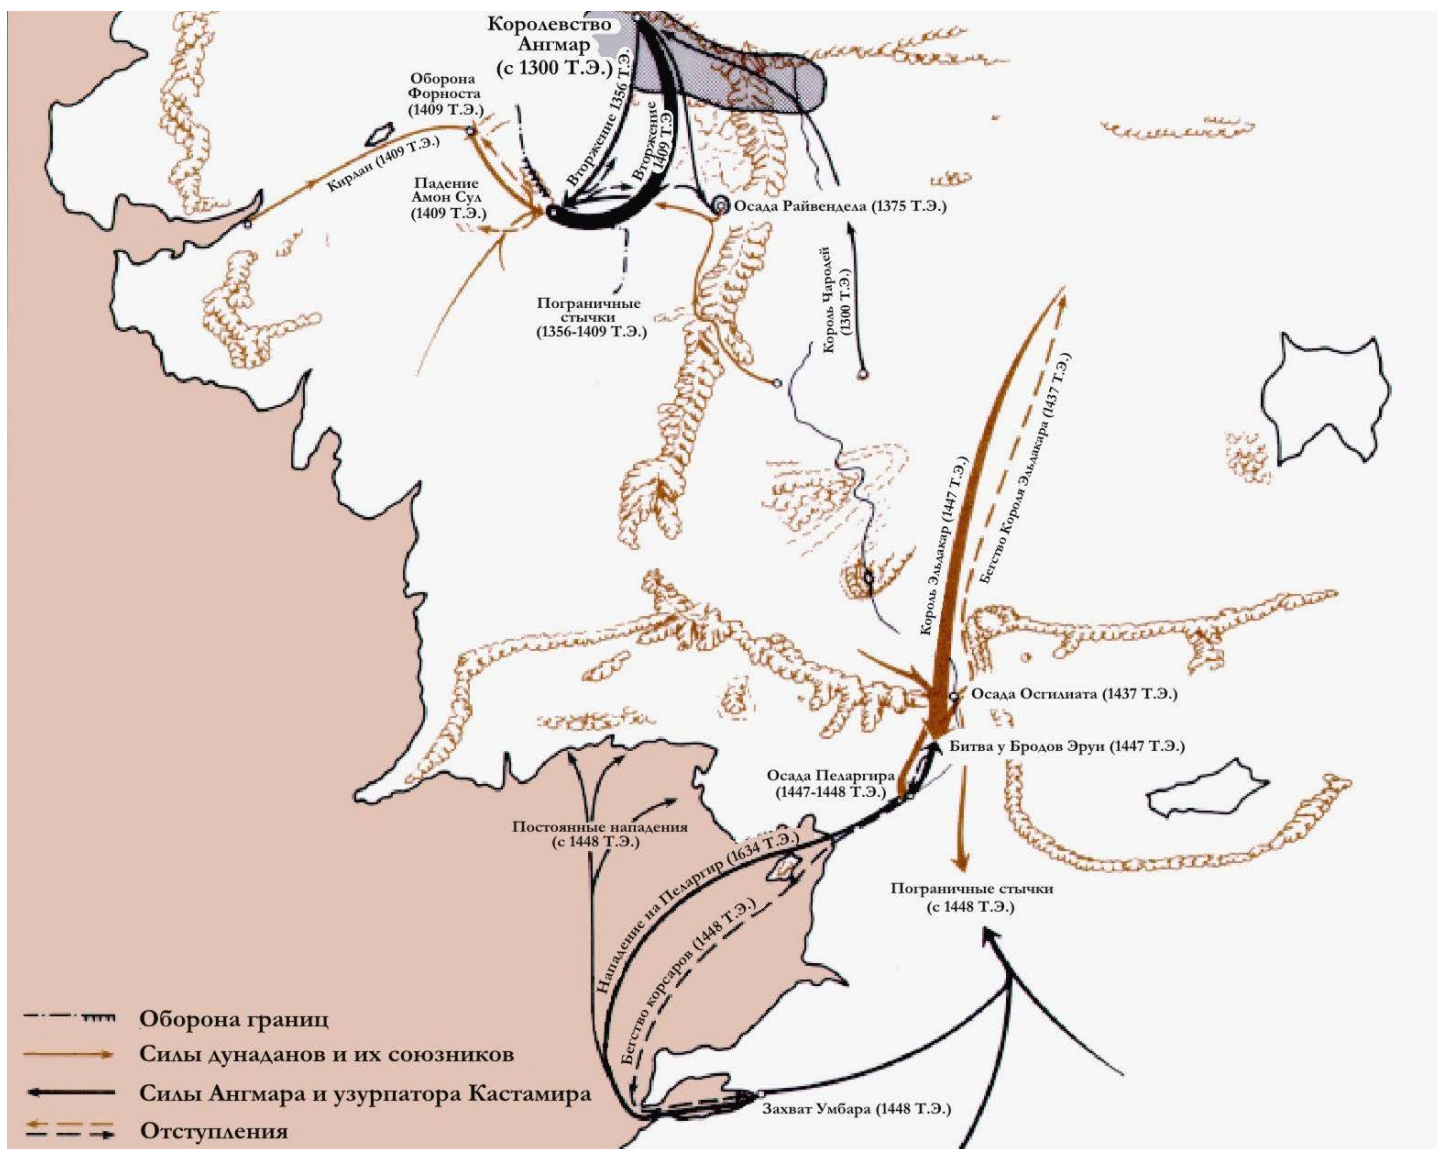 Королевство
Ангмар
(с 1300 Т.Э.)
Оборона
Форноста
(1409 Т.Э.)
Вторжение 1356 Т.Э.
Вторжение
1409 Т.Э
Кирдан (1409 Т.Э.)
Падение
Амон Сул
(1409 Т.Э.)
Осада Райвендела (1375 Т.Э.)
Король Чародей
(1300 Т.Э.)
Пограничные
стычки
(1356-1409 Т.Э.)
Король Эльдакар (1447 Т.Э.)
Бегство Короля Эльдакара (1437 Т.Э.)
Осада Осгилиата (1437 Т.Э.)
Битва у Бродов Эруи (1447 Т.Э.)
Осада Пеларгира
(1447-1448 Т.Э.)
Постоянные нападения
(с 1448 Т.Э.)
Нападение на Пеларгир (1634 Т.Э.)
Бегство корсаров (1448 Т.Э.)
Пограничные стычки
(с 1448 Т.Э.)
Захват Умбара (1448 Т.Э.)
Оборона границ
Силы дунаданов и их союзников
Силы Ангмара и узурпатора Кастамира
Отступления